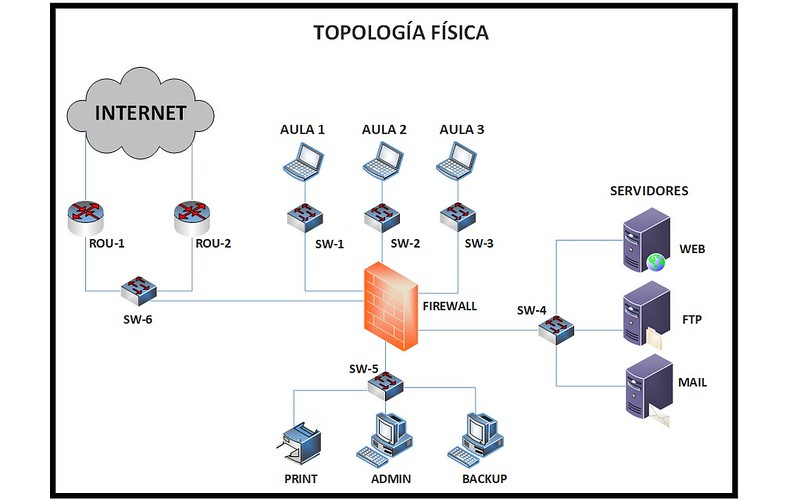 TOPOLOGÍA FÍSICA
INTERNET
AULA 1
AULA 2
AULA 3
SERVIDORES
ROU-1
ROU-2
SW-1
SW-2
SW-3
WEB
SW-6
FIREWALL
SW-4
FTP
SW-5
MAIL
PRINT
ADMIN
BACKUP